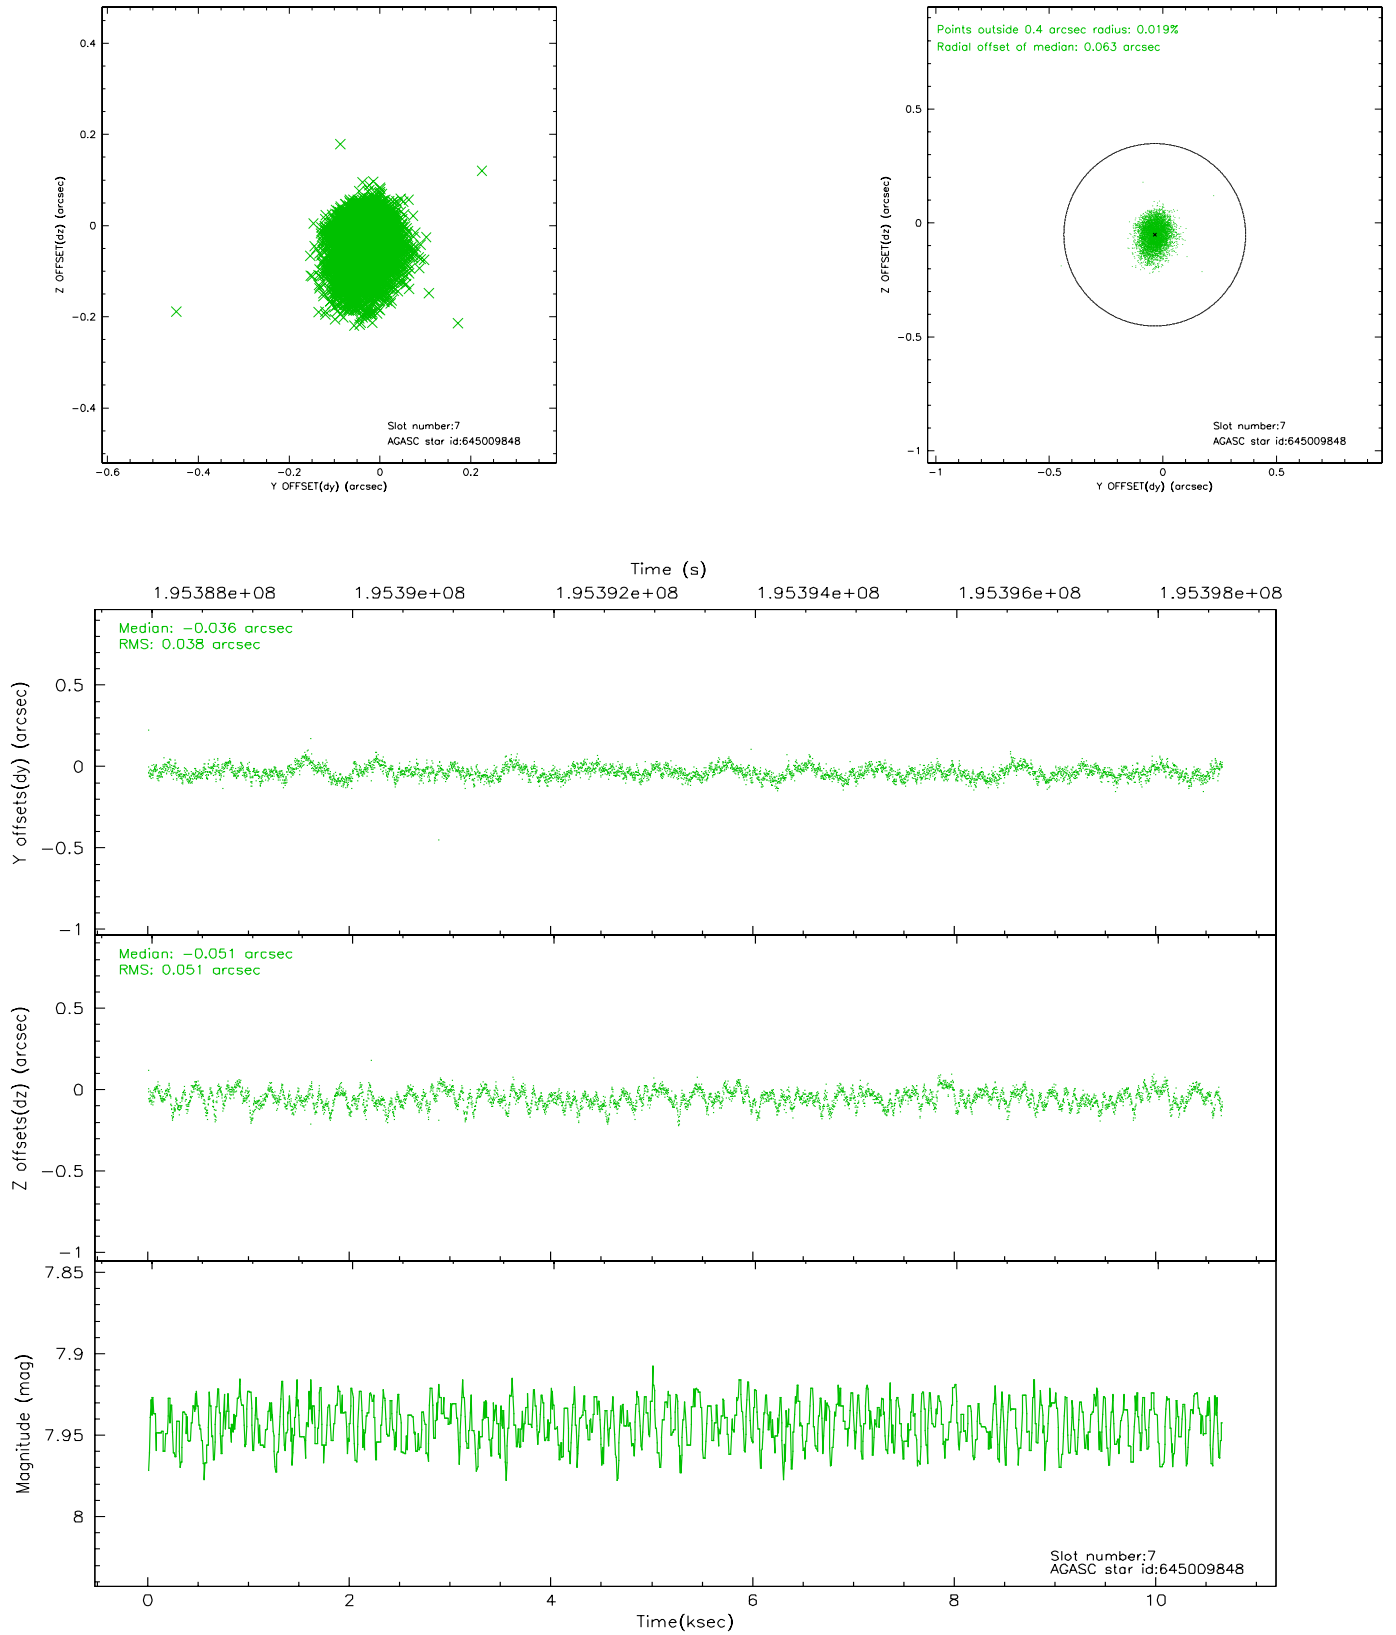 0.4
0.2
0
−0.2
−0.4
Z OFFSET(dz) (arcsec)
Slot number:7
AGASC star id:645009848
−0.6 −0.4 −0.2 0 0.2
Y OFFSET(dy) (arcsec)
Points outside 0.4 arcsec radius: 0.019%
Radial offset of median: 0.063 arcsec
0.5
0
−0.5
−1
Z OFFSET(dz) (arcsec)
Slot number:7
AGASC star id:645009848
−1 −0.5 0 0.5
Y OFFSET(dy) (arcsec)
Time (s)
1.95388e+08 1.9539e+08 1.95392e+08 1.95394e+08 1.95396e+08 1.95398e+08
Median: −0.036 arcsec
RMS: 0.038 arcsec
0.5
0
−0.5
−1
Y offsets(dy) (arcsec)
Median: −0.051 arcsec
RMS: 0.051 arcsec
0.5
0
−0.5
−1
Z offsets(dz) (arcsec)
7.85
7.9
7.95
8
Magnitude (mag)
Slot number:7
AGASC star id:645009848
0 2 4 6 8 10
Time(ksec)